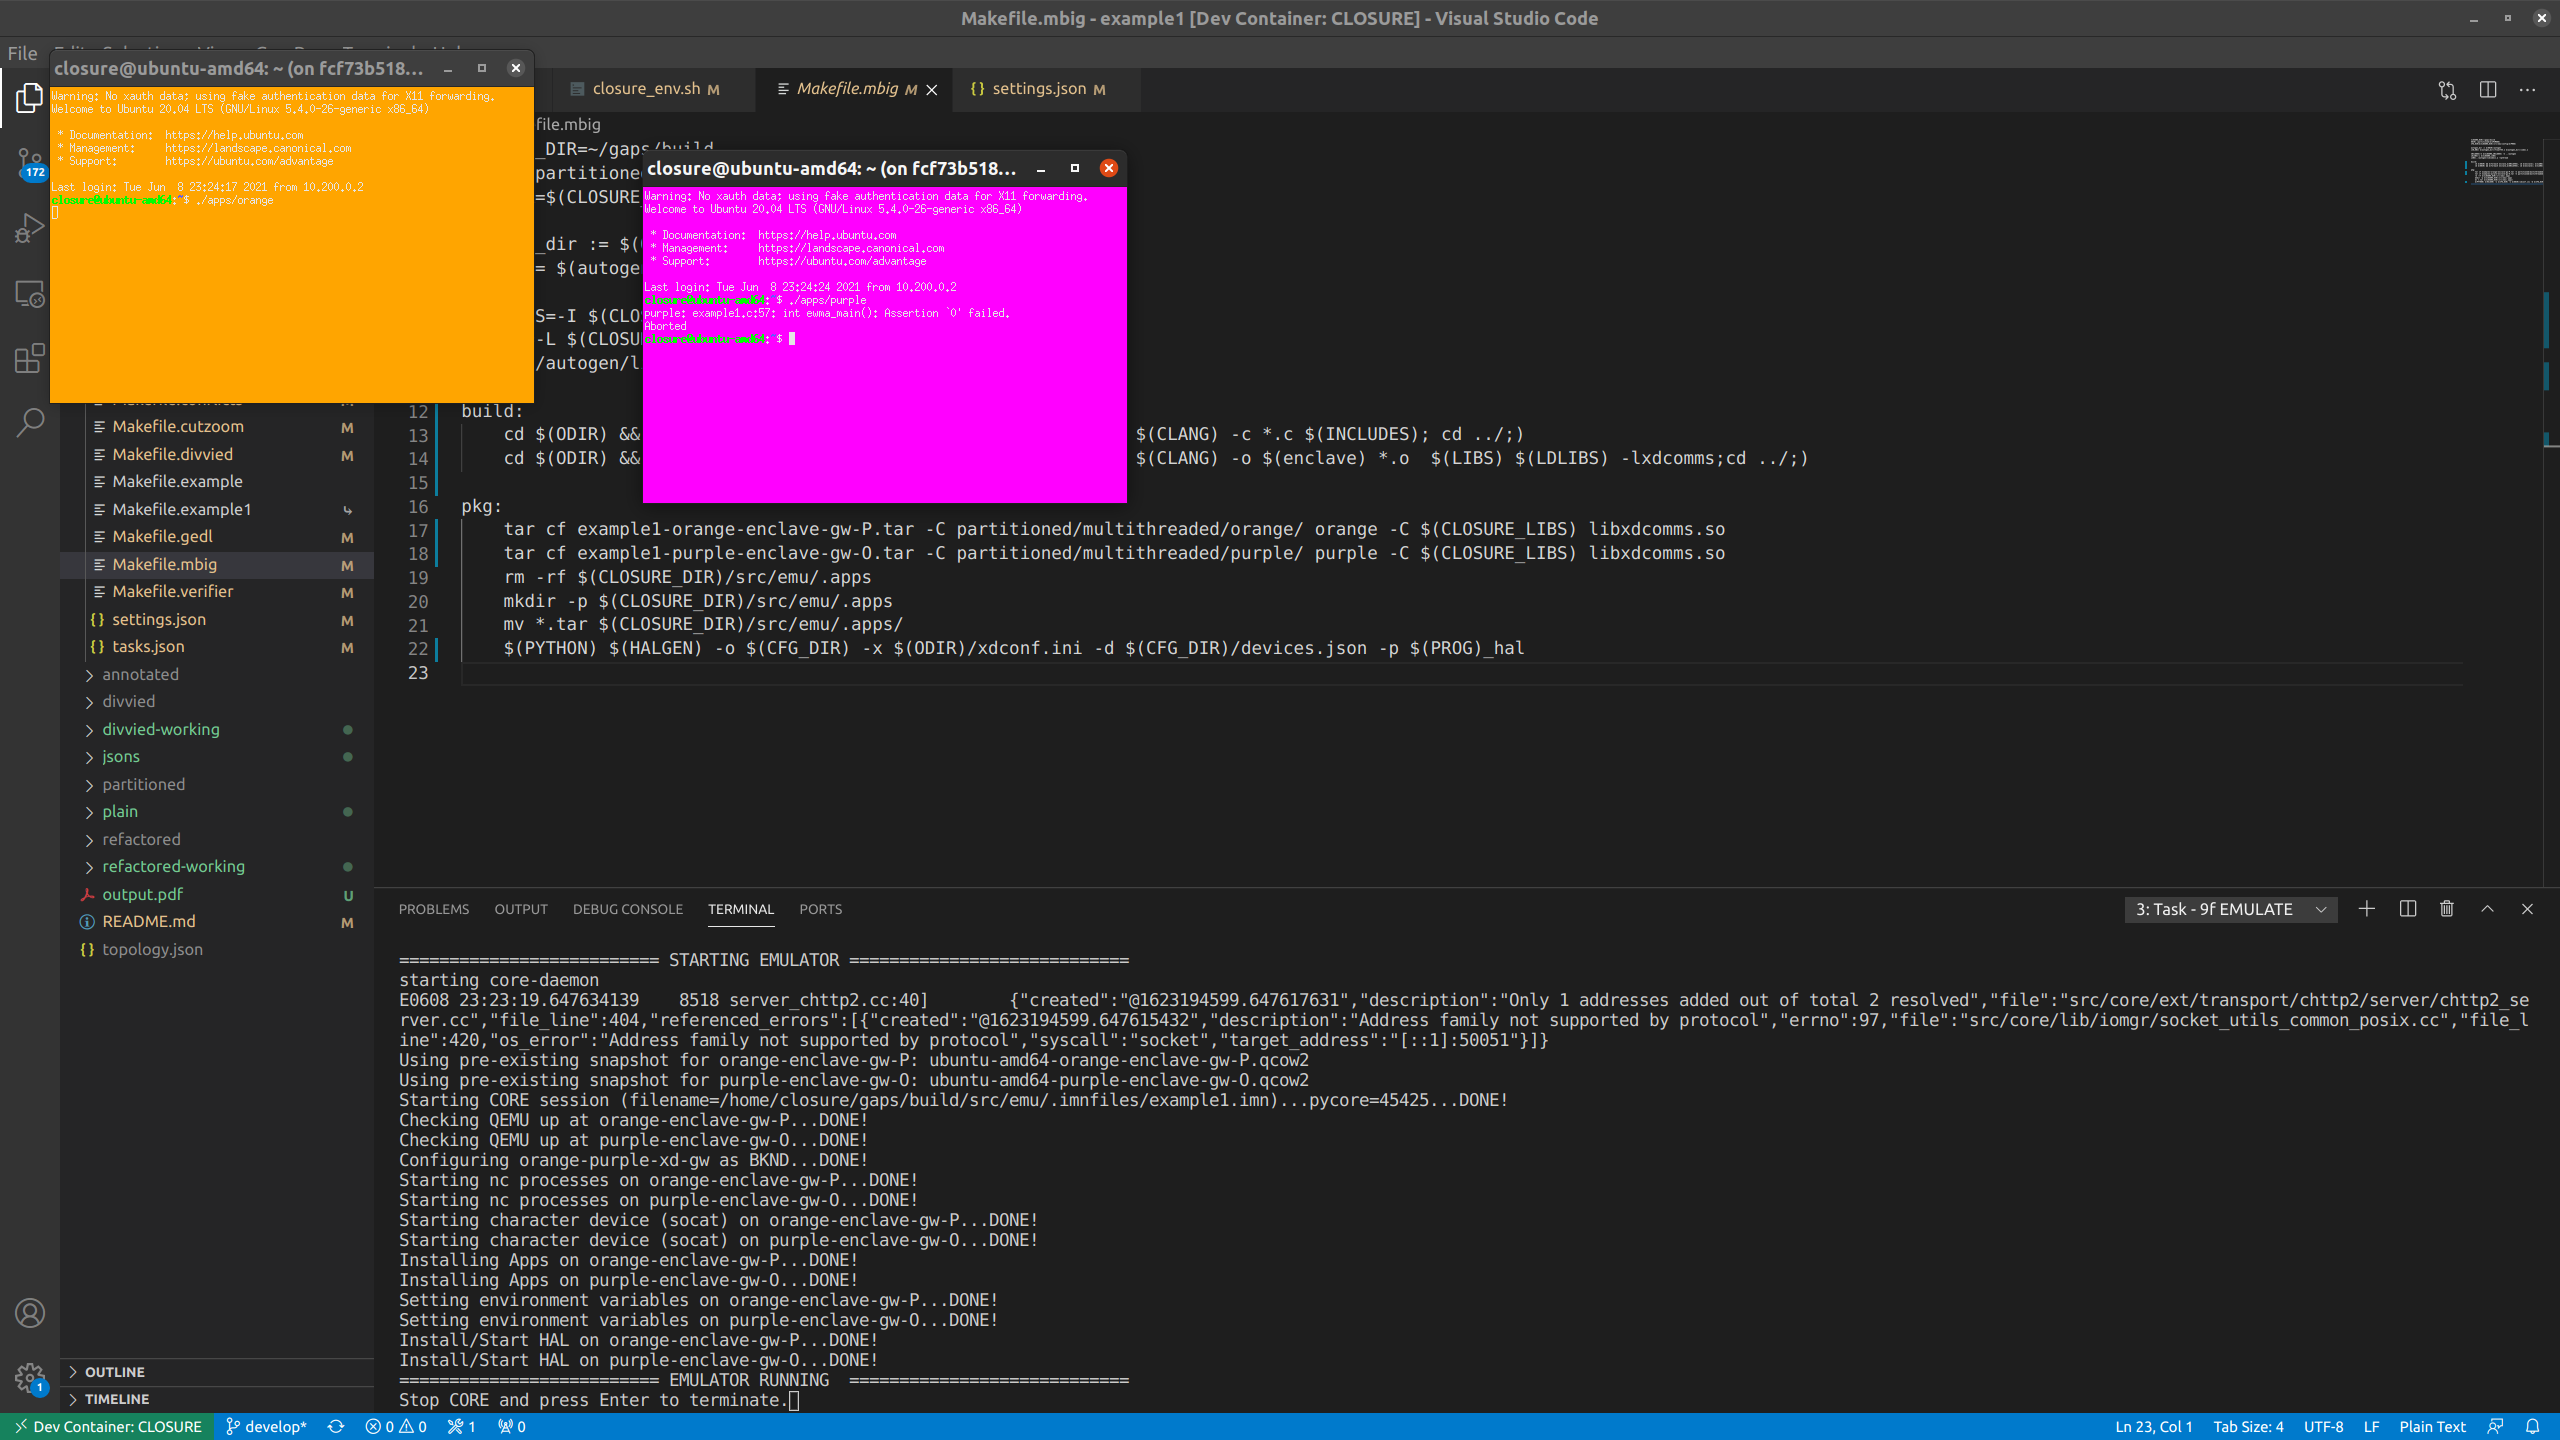 Makefile.mbig - example1 [Dev Container: CLOSURE] - Visual Studio Code
File
closure@ubuntu-amd64: ~ (on fcf73b518...
Warning: No xauth data; using fake authentication data for X11 forwarding.
Welcome to Ubuntu 20.04 LTS (GNU/Linux 5.4.0-26-generic x86_64)
* Documentation: https://help.ubuntu.com
* Management: https://landscape.canonical.com
* Support: https://ubuntu.com/advantage
Last login: Tue Jun 8 23:24:17 2021 from 10.200.0.2
closure@ubuntu-amd64:~$ ./apps/orange
closure_env.sh M
Makefile.mbig M
settings.json M
file.mbig
_DIR=~/gaps/build
partitioned
=$(CLOSURE_
_dir := $(
= $(autoge
S=-I $(CLO
-L $(CLOSU
/autogen/l
closure@ubuntu-amd64: ~ (on fcf73b518...
Warning: No xauth data; using fake authentication data for X11 forwarding.
Welcome to Ubuntu 20.04 LTS (GNU/Linux 5.4.0-26-generic x86_64)
* Documentation: https://help.ubuntu.com
* Management: https://landscape.canonical.com
* Support: https://ubuntu.com/advantage
Last login: Tue Jun 8 23:24:24 2021 from 10.200.0.2
closure@ubuntu-amd64: $ ./apps/purple
purple: example1.c:57: int ewma_main(): Assertion `0' failed.
Aborted
closure@ubuntu-amd64: $
12 build:
13 cd $(ODIR) && $(CLANG) -c *.c $(INCLUDES); cd ../;)
14 cd $(ODIR) && $(CLANG) -o $(enclave) *.o $(LIBS) $(LDLIBS) -lxdcomms;cd ../;)
15
16 pkg:
17 tar cf example1-orange-enclave-gw-P.tar -C partitioned/multithreaded/orange/ orange -C $(CLOSURE_LIBS) libxdcomms.so
18 tar cf example1-purple-enclave-gw-O.tar -C partitioned/multithreaded/purple/ purple -C $(CLOSURE_LIBS) libxdcomms.so
19 rm -rf $(CLOSURE_DIR)/src/emu/.apps
20 mkdir -p $(CLOSURE_DIR)/src/emu/.apps
21 mv *.tar $(CLOSURE_DIR)/src/emu/.apps/
22 $(PYTHON) $(HALGEN) -o $(CFG_DIR) -x $(ODIR)/xdconf.ini -d $(CFG_DIR)/devices.json -p $(PROG)_hal
23
172
Makefile.cutzoom M
Makefile.divvied M
Makefile.example
Makefile.example1
Makefile.gedl M
Makefile.mbig M
Makefile.verifier M
settings.json M
tasks.json M
annotated
divvied
divvied-working
jsons
partitioned
plain
refactored
refactored-working
output.pdf U
README.md M
topology.json
OUTLINE
TIMELINE
1
PROBLEMS OUTPUT DEBUG CONSOLE TERMINAL PORTS
3: Task - 9f EMULATE
========================== STARTING EMULATOR ============================
starting core-daemon
E0608 23:23:19.647634139 8518 server_chttp2.cc:40] {"created":"@1623194599.647617631","description":"Only 1 addresses added out of total 2 resolved","file":"src/core/ext/transport/chttp2/server/chttp2_se
rver.cc","file_line":404,"referenced_errors":[{"created":"@1623194599.647615432","description":"Address family not supported by protocol","errno":97,"file":"src/core/lib/iomgr/socket_utils_common_posix.cc","file_l
ine":420,"os_error":"Address family not supported by protocol","syscall":"socket","target_address":"[::1]:50051"}]}
Using pre-existing snapshot for orange-enclave-gw-P: ubuntu-amd64-orange-enclave-gw-P.qcow2
Using pre-existing snapshot for purple-enclave-gw-O: ubuntu-amd64-purple-enclave-gw-O.qcow2
Starting CORE session (filename=/home/closure/gaps/build/src/emu/.imnfiles/example1.imn)...pycore=45425...DONE!
Checking QEMU up at orange-enclave-gw-P...DONE!
Checking QEMU up at purple-enclave-gw-O...DONE!
Configuring orange-purple-xd-gw as BKND...DONE!
Starting nc processes on orange-enclave-gw-P...DONE!
Starting nc processes on purple-enclave-gw-O...DONE!
Starting character device (socat) on orange-enclave-gw-P...DONE!
Starting character device (socat) on purple-enclave-gw-O...DONE!
Installing Apps on orange-enclave-gw-P...DONE!
Installing Apps on purple-enclave-gw-O...DONE!
Setting environment variables on orange-enclave-gw-P...DONE!
Setting environment variables on purple-enclave-gw-O...DONE!
Install/Start HAL on orange-enclave-gw-P...DONE!
Install/Start HAL on purple-enclave-gw-O...DONE!
========================== EMULATOR RUNNING ============================
Stop CORE and press Enter to terminate.
Dev Container: CLOSURE develop* 0 0 1 0 Ln 23, Col 1 Tab Size: 4 UTF-8 LF Plain Text